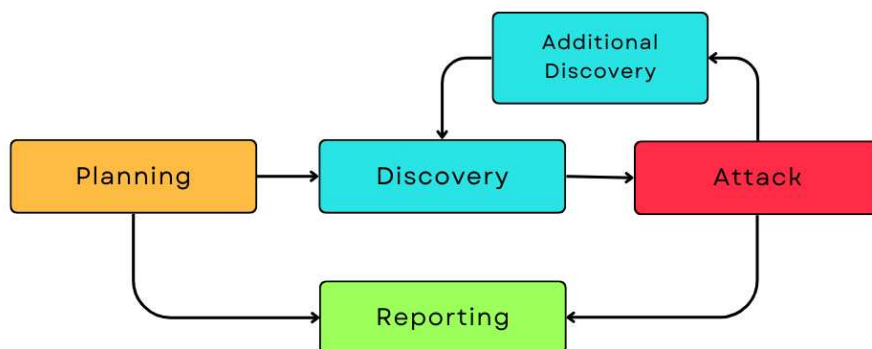 Additional
Discovery
Planning
Discovery
Attack
Reporting